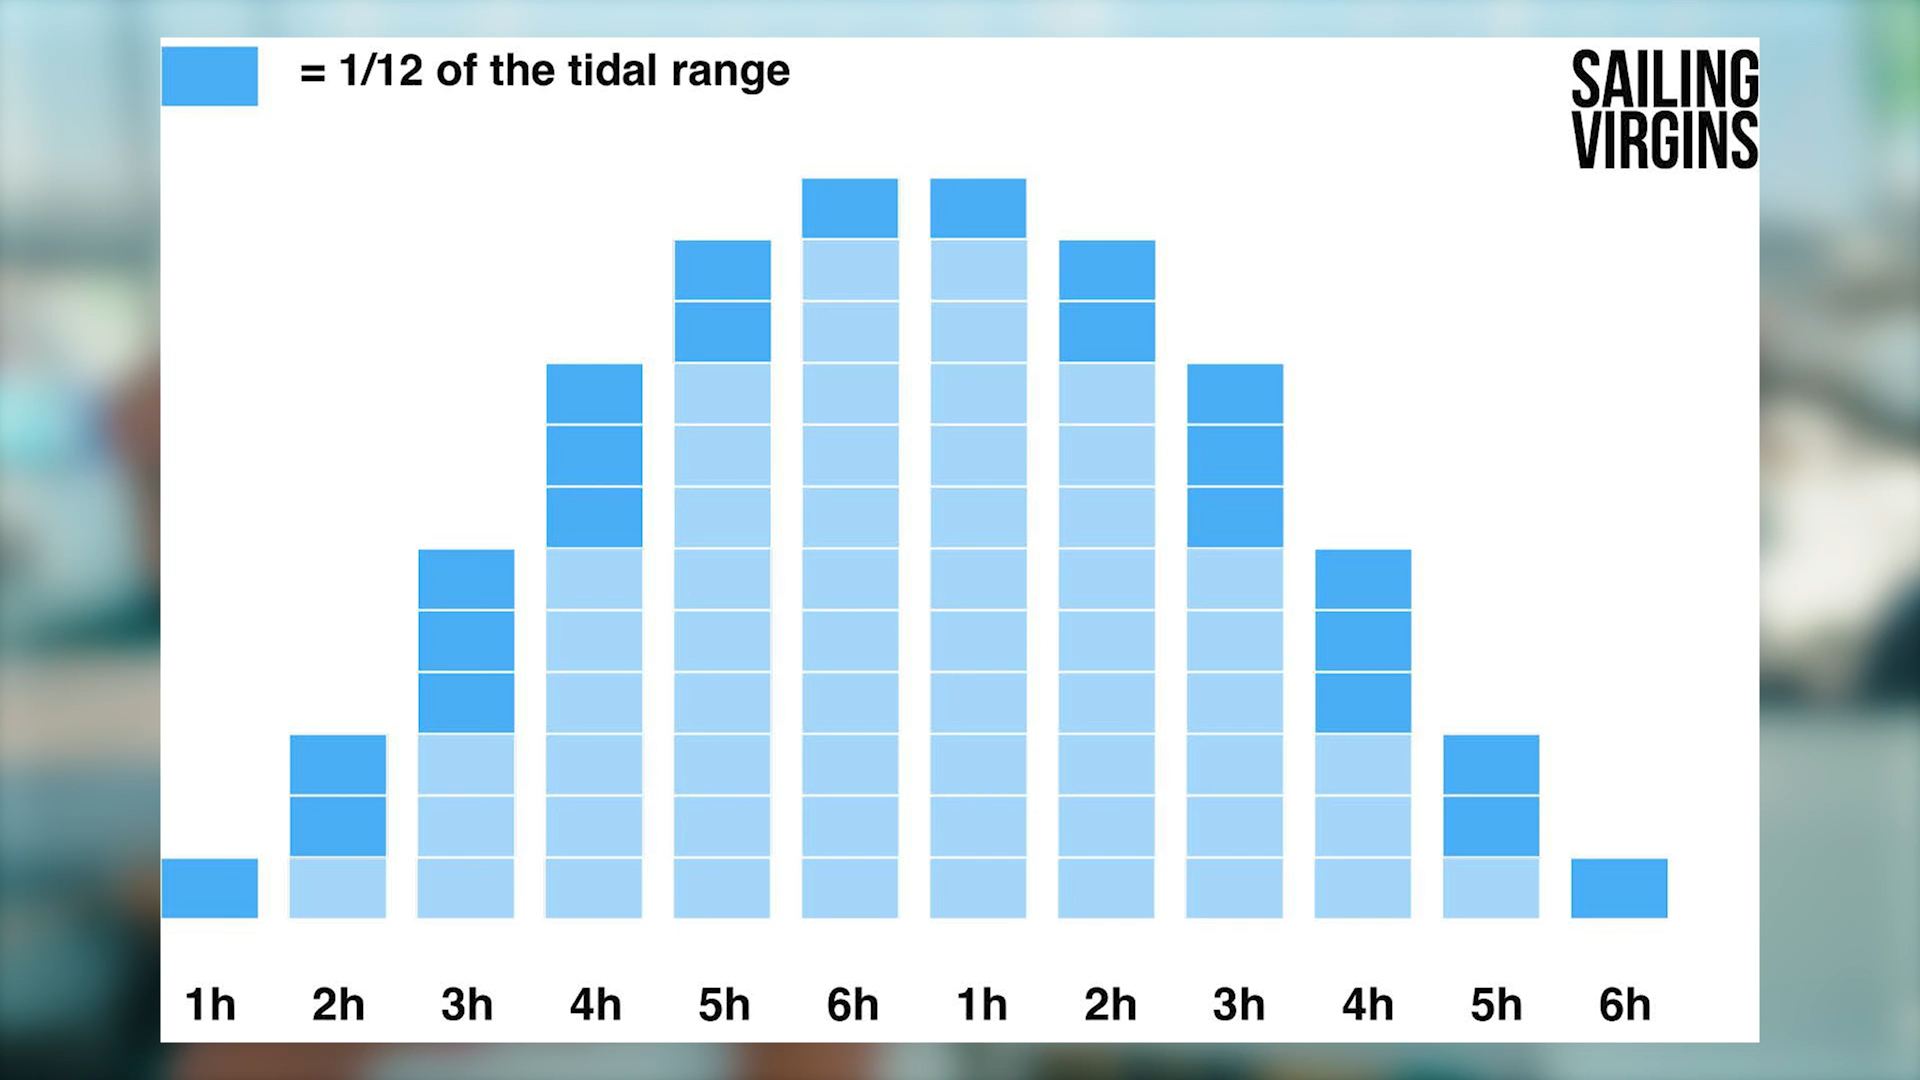 = 1/12 of the tidal range
SAILING
VIRGINS
1h 2h 3h 4h 5h 6h 1h 2h 3h 4h 5h 6h